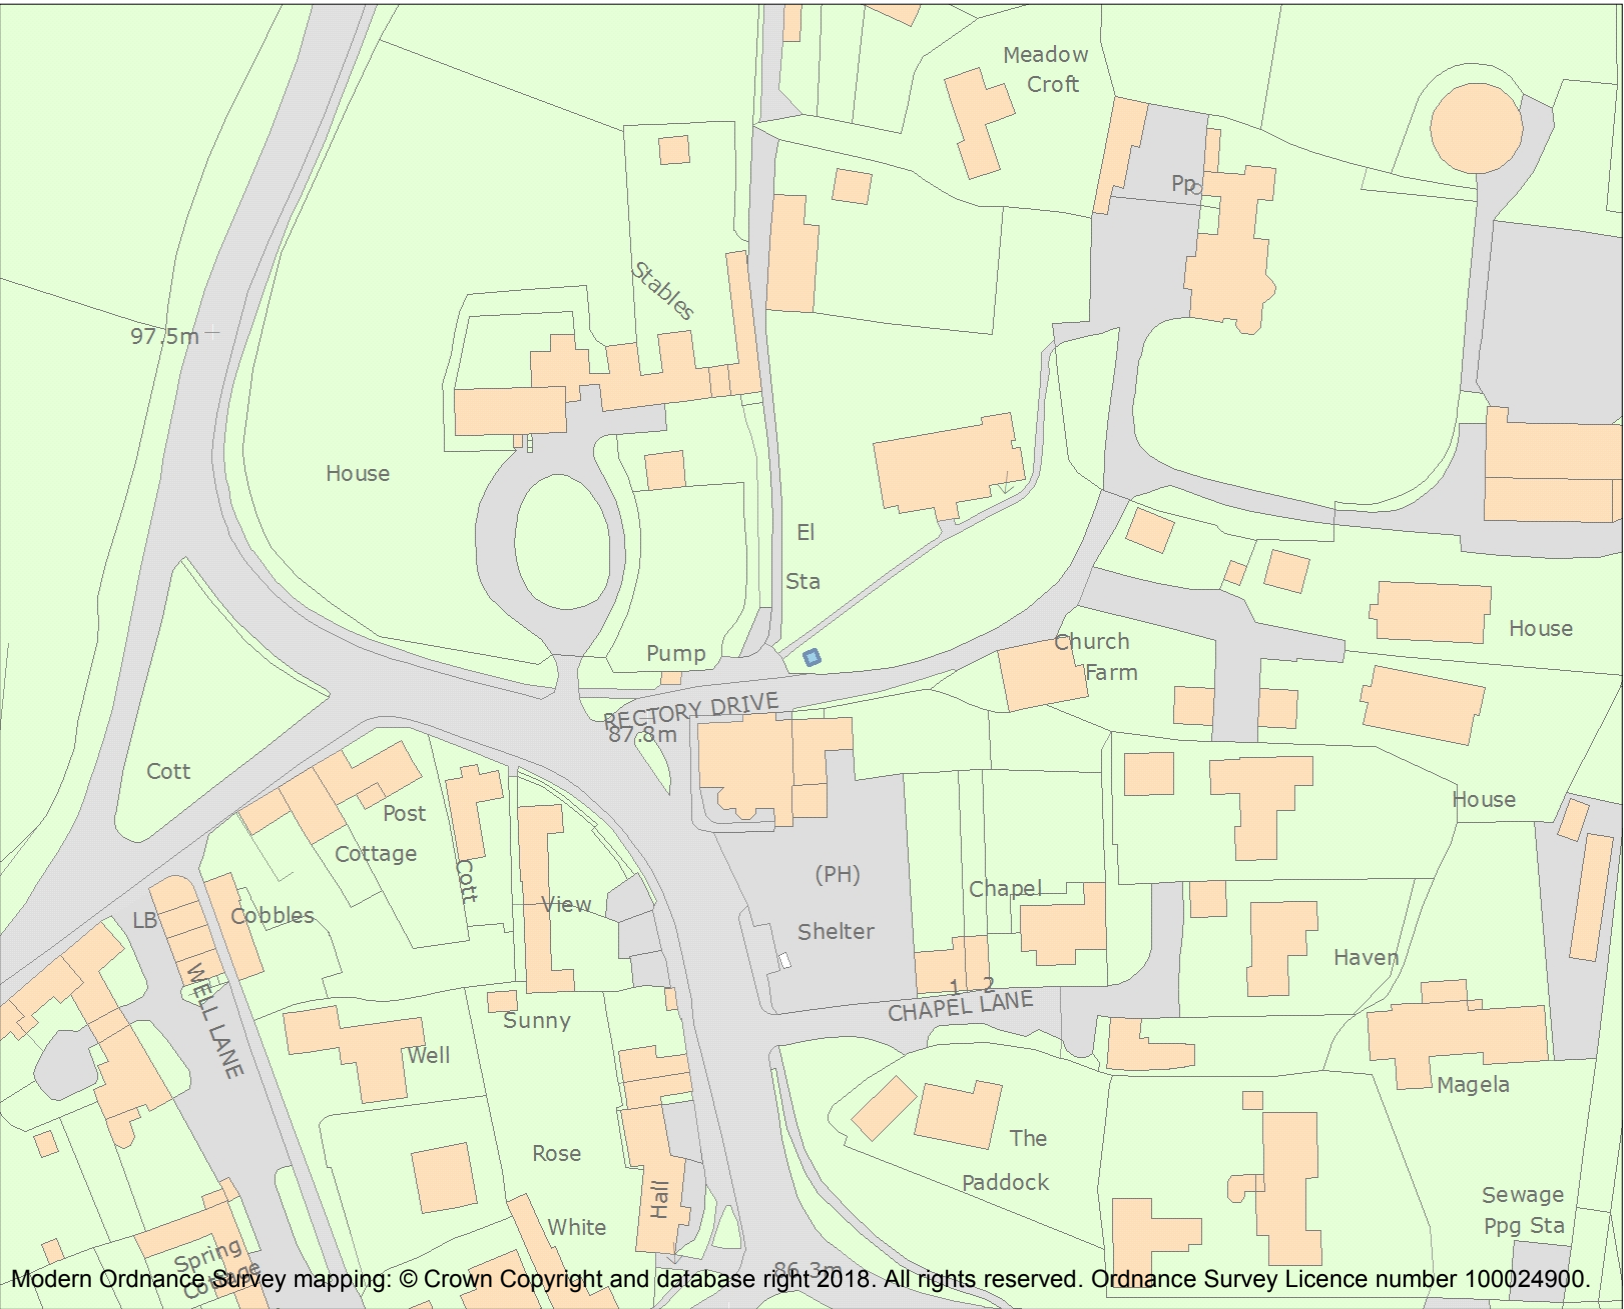 Meadow
Croft
Pp
Stables
97.5m
House
El
Sta
Pump
Church
Farm
House
RECTORY DRIVE
87.8m
Cott
Post
Cottage
Cott
House
(PH)
Chapel
View
LB
Cobbles
Shelter
Haven
WELL LANE
1
2
CHAPEL LANE
Sunny
Well
Magela
The
Paddock
Rose
Hall
White
Sewage
Ppg Sta
Spring
Cottage
86.3m
Modern Ordnance Survey mapping: © Crown Copyright and database right 2018. All rights reserved. Ordnance Survey Licence number 100024900.